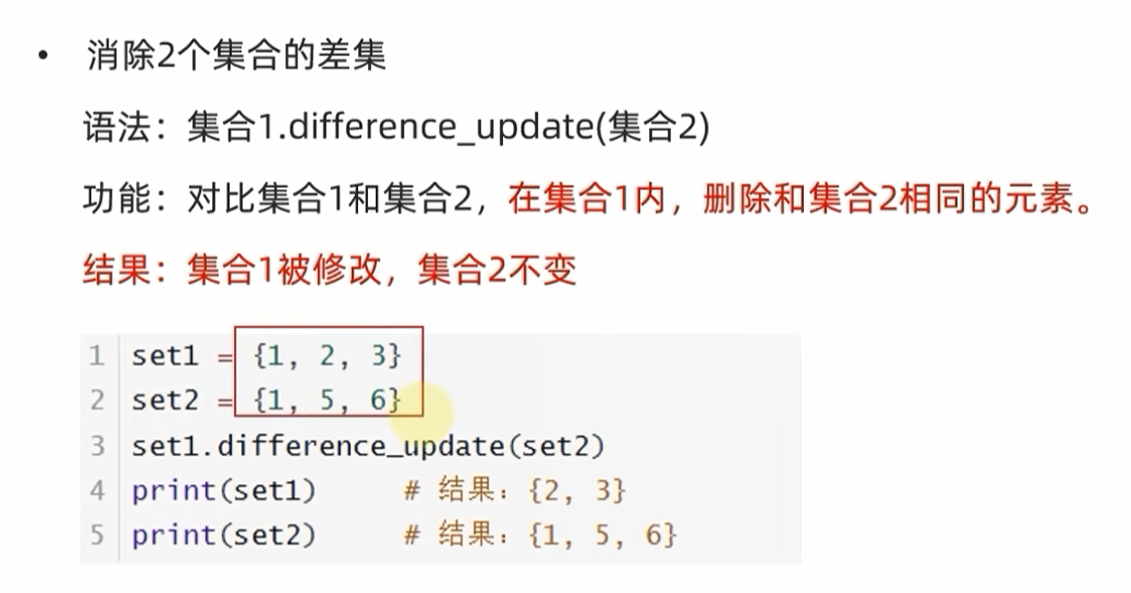 • 消除2个集合的差集
语法：集合1.difference_update(集合2)
功能：对比集合1和集合2，在集合1内，删除和集合2相同的元素。
结果：集合1被修改，集合2不变
1 set1 = {1, 2, 3}
2 set2 = {1, 5, 6}
3 set1.difference_update(set2)
4 print(set1) # 结果：{2, 3}
5 print(set2) # 结果：{1, 5, 6}